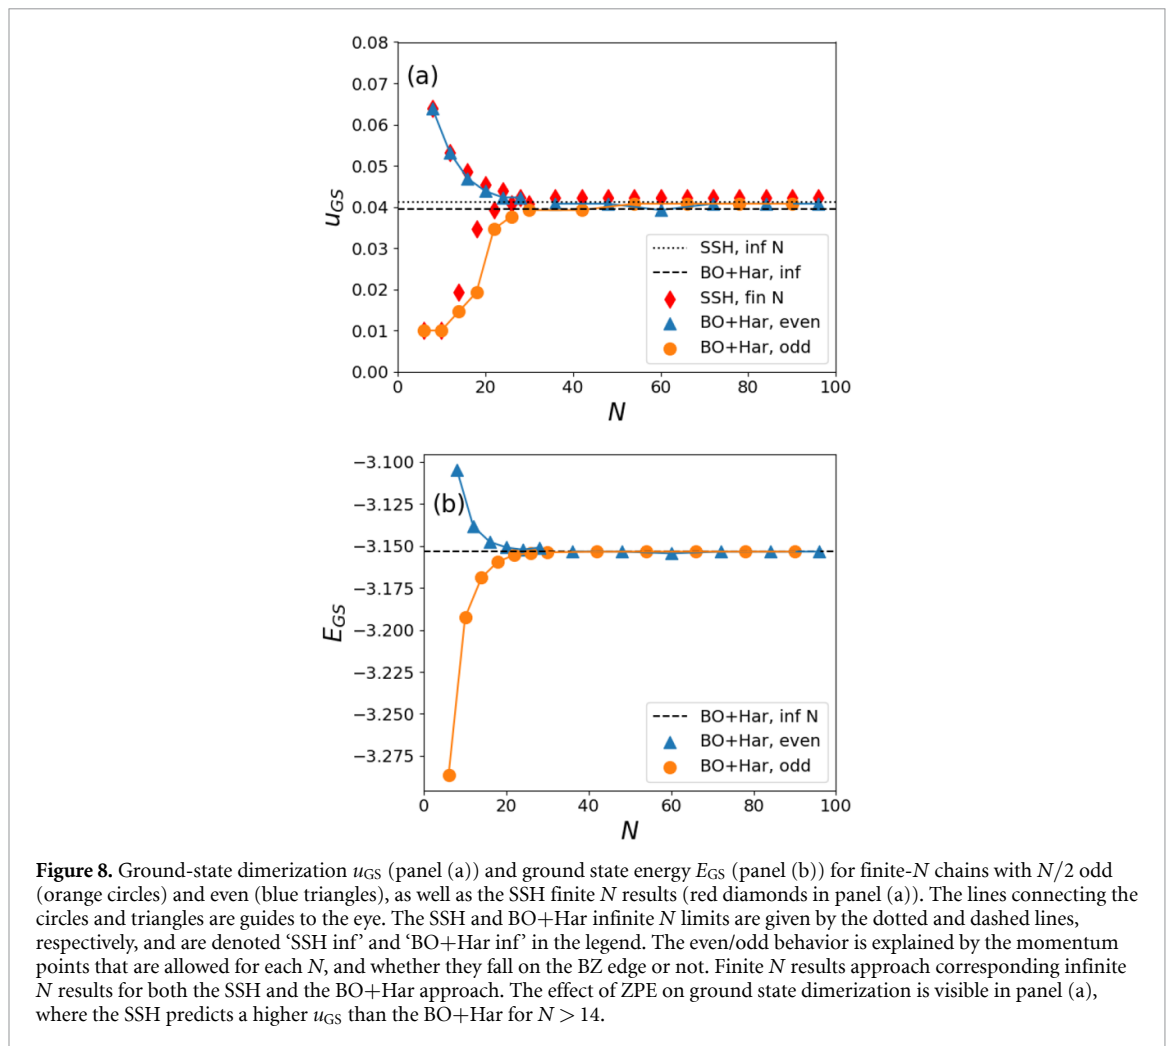 (a)
u_GS
0.08
0.07
0.06
0.05
0.04
0.03
0.02
0.01
0.00
SSH, inf N
BO+Har, inf
SSH, fin N
BO+Har, even
BO+Har, odd
0 20 40 60 80 100
N
(b)
E_GS
−3.100
−3.125
−3.150
−3.175
−3.200
−3.225
−3.250
−3.275
BO+Har, inf N
BO+Har, even
BO+Har, odd
0 20 40 60 80 100
N
Figure 8. Ground-state dimerization u_GS (panel (a)) and ground state energy E_GS (panel (b)) for finite-N chains with N/2 odd
(orange circles) and even (blue triangles), as well as the SSH finite N results (red diamonds in panel (a)). The lines connecting the
circles and triangles are guides to the eye. The SSH and BO+Har infinite N limits are given by the dotted and dashed lines,
respectively, and are denoted ‘SSH inf’ and ‘BO+Har inf’ in the legend. The even/odd behavior is explained by the momentum
points that are allowed for each N, and whether they fall on the BZ edge or not. Finite N results approach corresponding infinite
N results for both the SSH and the BO+Har approach. The effect of ZPE on ground state dimerization is visible in panel (a),
where the SSH predicts a higher u_GS than the BO+Har for N > 14.